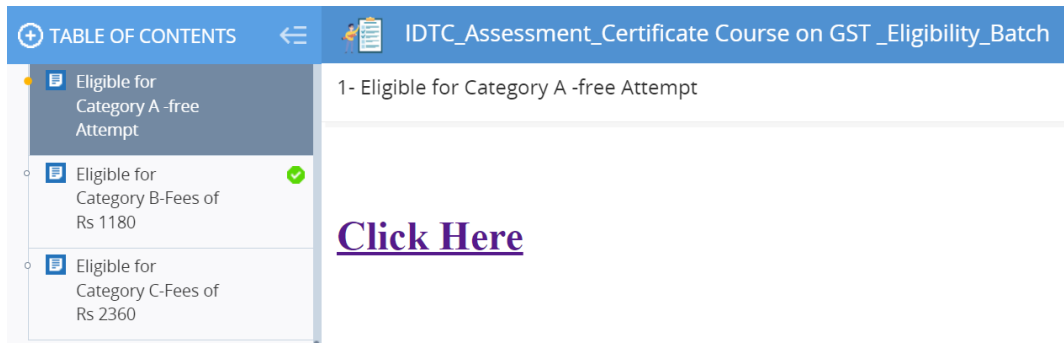 TABLE OF CONTENTS
IDTC_Assessment_Certificate Course on GST _Eligibility_Batch
Eligible for
Category A -free
Attempt
Eligible for
Category B-Fees of
Rs 1180
Eligible for
Category C-Fees of
Rs 2360
1- Eligible for Category A -free Attempt
Click Here